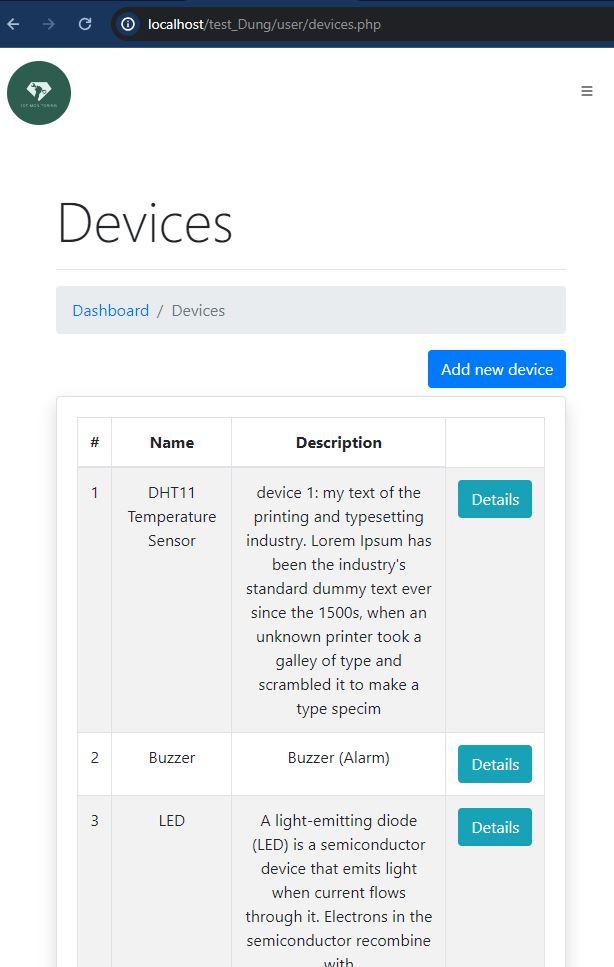 localhost/test_Dung/user/devices.php
IOT MONITORING
Devices
Dashboard / Devices
Add new device
# Name Description
1 DHT11 device 1: my text of the Details
Temperature printing and typesetting
Sensor industry. Lorem Ipsum has
been the industry's
standard dummy text ever
since the 1500s, when an
unknown printer took a
galley of type and
scrambled it to make a
type specim
2 Buzzer Buzzer (Alarm) Details
3 LED A light-emitting diode Details
(LED) is a semiconductor
device that emits light
when current flows
through it. Electrons in the
semiconductor recombine
with